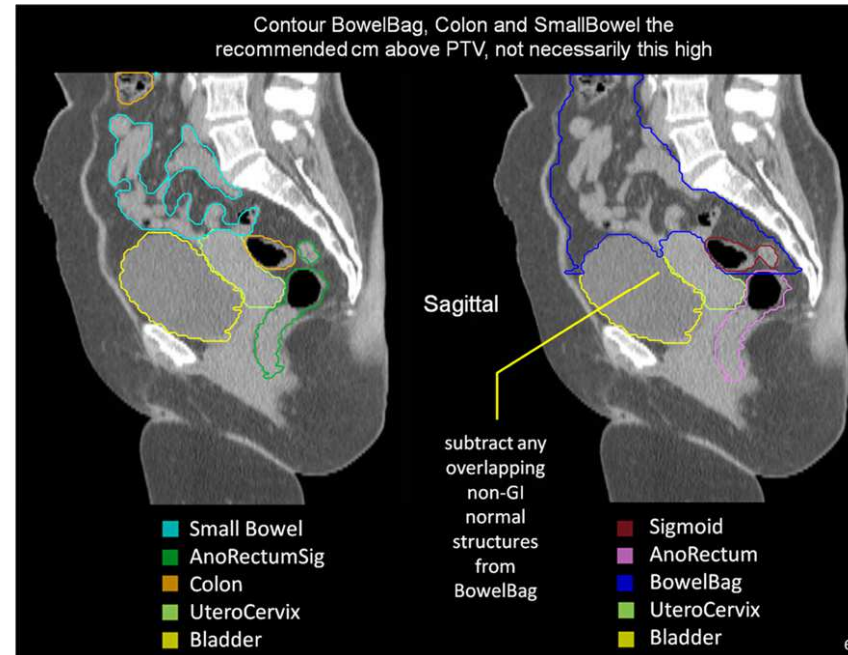 Contour BowelBag, Colon and SmallBowel the
recommended cm above PTV, not necessarily this high
Sagittal
subtract any
overlapping
non-GI
normal
structures
from
BowelBag
Small Bowel
AnoRectumSig
Colon
UteroCervix
Bladder
Sigmoid
AnoRectum
BowelBag
UteroCervix
Bladder
6